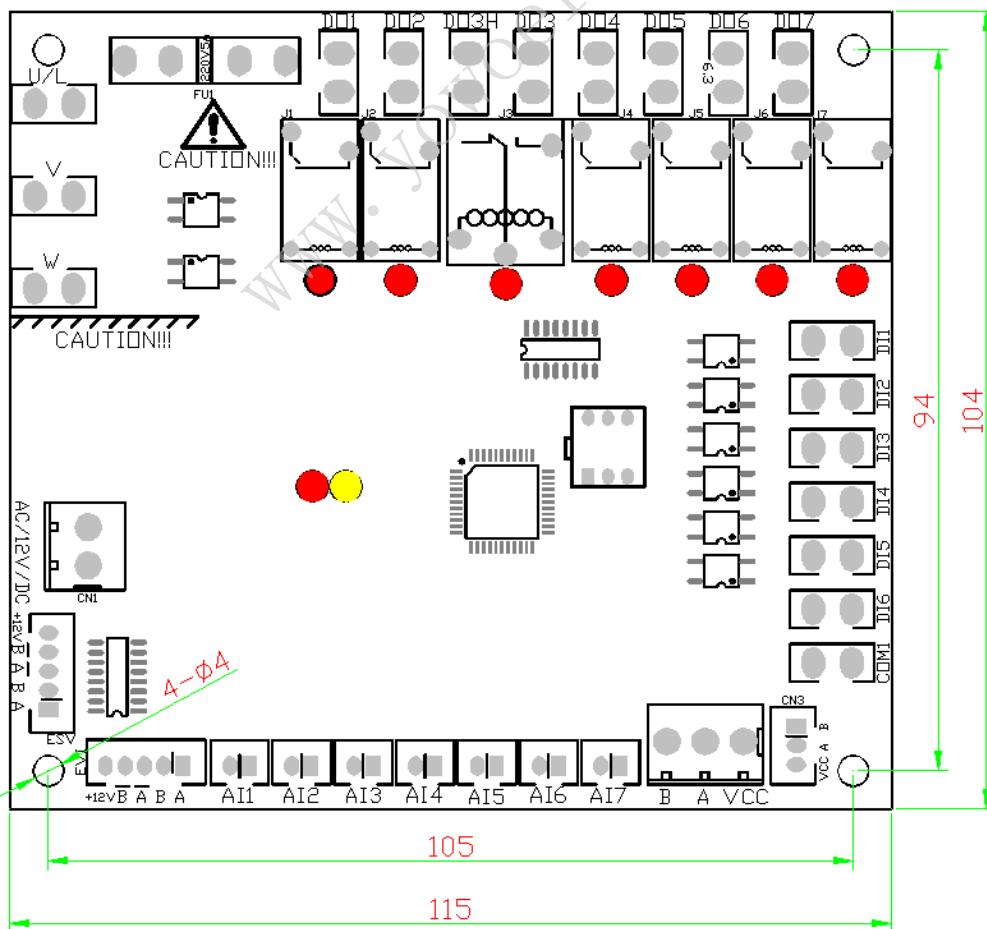 DO1 DO2 DO3H DO3 DO4 DO5 DO6 DO7
220V5A
6.3
U/L
FU1
J1 J2 J3 J4 J5 J6 J7
CAUTION!!!
V
W
CAUTION!!!
DI1
DI2
DI3
DI4
DI5
DI6
COM1
94
104
AC/12V/DC
CN1
+12V B A B A
ESV
4-Ø4
CN3
VCC A B
+12V B A B A
AI1 AI2 AI3 AI4 AI5 AI6 AI7
B A VCC
105
115